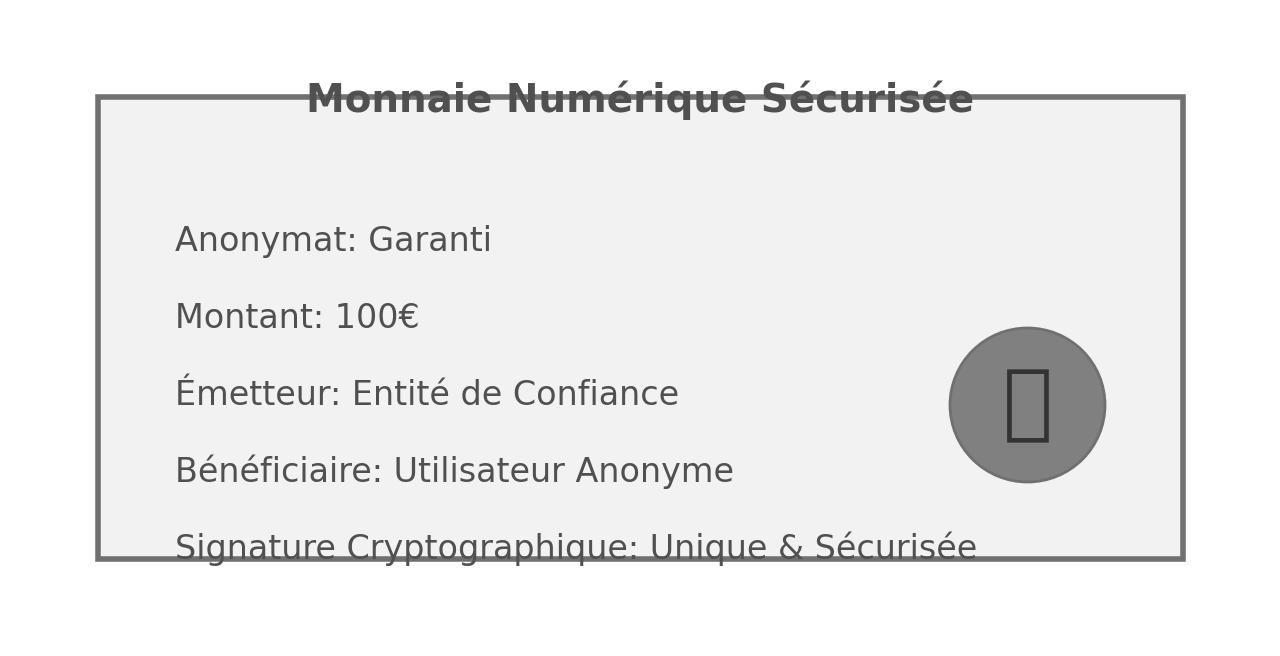 Monnaie Numérique Sécurisée
Anonymat: Garanti
Montant: 100€
Émetteur: Entité de Confiance
Bénéficiaire: Utilisateur Anonyme
Signature Cryptographique: Unique & Sécurisée